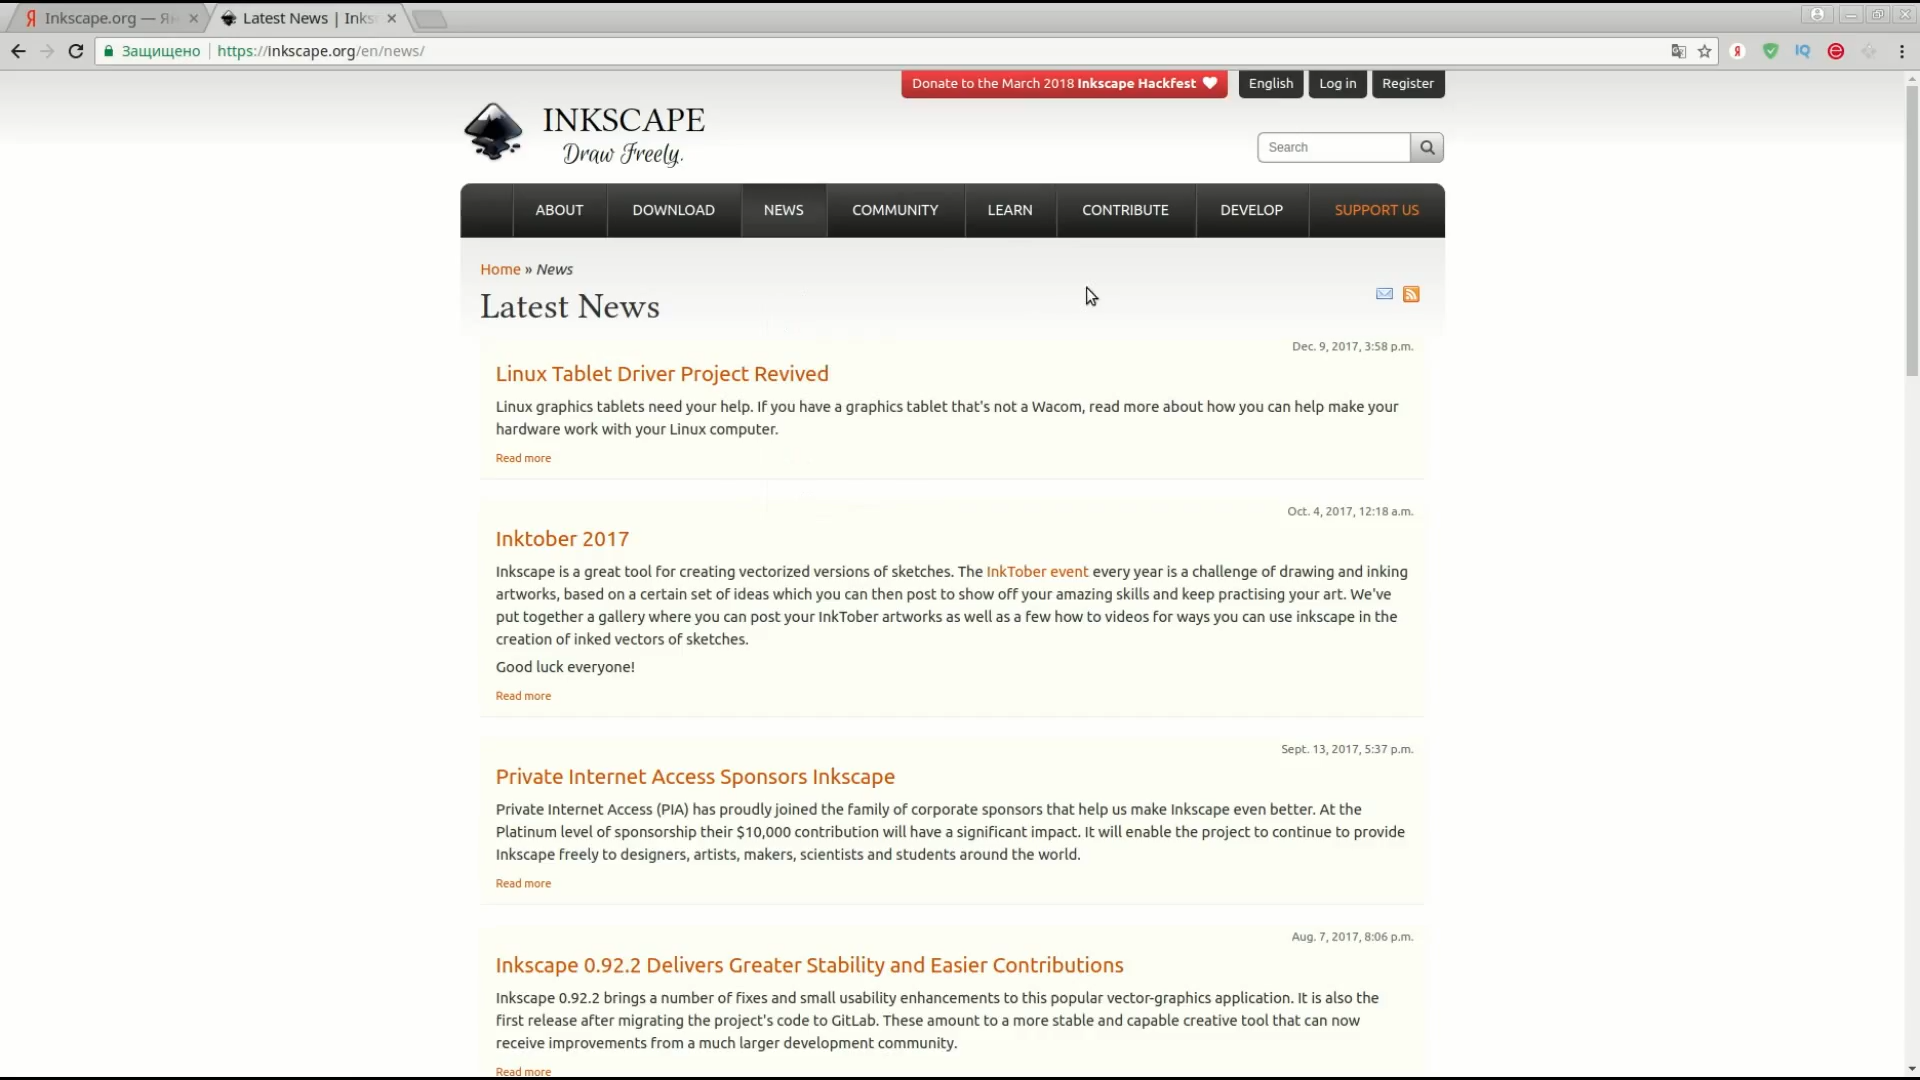 Inkscape.org — Ян
Latest News | Inks
Защищено
https://inkscape.org/en/news/
Donate to the March 2018 Inkscape Hackfest
English
Log in
Register
INKSCAPE
Draw Freely.
Search
ABOUT
DOWNLOAD
NEWS
COMMUNITY
LEARN
CONTRIBUTE
DEVELOP
SUPPORT US
Home » News
Latest News
Dec. 9, 2017, 3:58 p.m.
Linux Tablet Driver Project Revived
Linux graphics tablets need your help. If you have a graphics tablet that's not a Wacom, read more about how you can help make your
hardware work with your Linux computer.
Read more
Oct. 4, 2017, 12:18 a.m.
Inktober 2017
Inkscape is a great tool for creating vectorized versions of sketches. The InkTober event every year is a challenge of drawing and inking
artworks, based on a certain set of ideas which you can then post to show off your amazing skills and keep practising your art. We've
put together a gallery where you can post your InkTober artworks as well as a few how to videos for ways you can use inkscape in the
creation of inked vectors of sketches.
Good luck everyone!
Read more
Sept. 13, 2017, 5:37 p.m.
Private Internet Access Sponsors Inkscape
Private Internet Access (PIA) has proudly joined the family of corporate sponsors that help us make Inkscape even better. At the
Platinum level of sponsorship their $10,000 contribution will have a significant impact. It will enable the project to continue to provide
Inkscape freely to designers, artists, makers, scientists and students around the world.
Read more
Aug. 7, 2017, 8:06 p.m.
Inkscape 0.92.2 Delivers Greater Stability and Easier Contributions
Inkscape 0.92.2 brings a number of fixes and small usability enhancements to this popular vector-graphics application. It is also the
first release after migrating the project's code to GitLab. These amount to a more stable and capable creative tool that can now
receive improvements from a much larger development community.
Read more